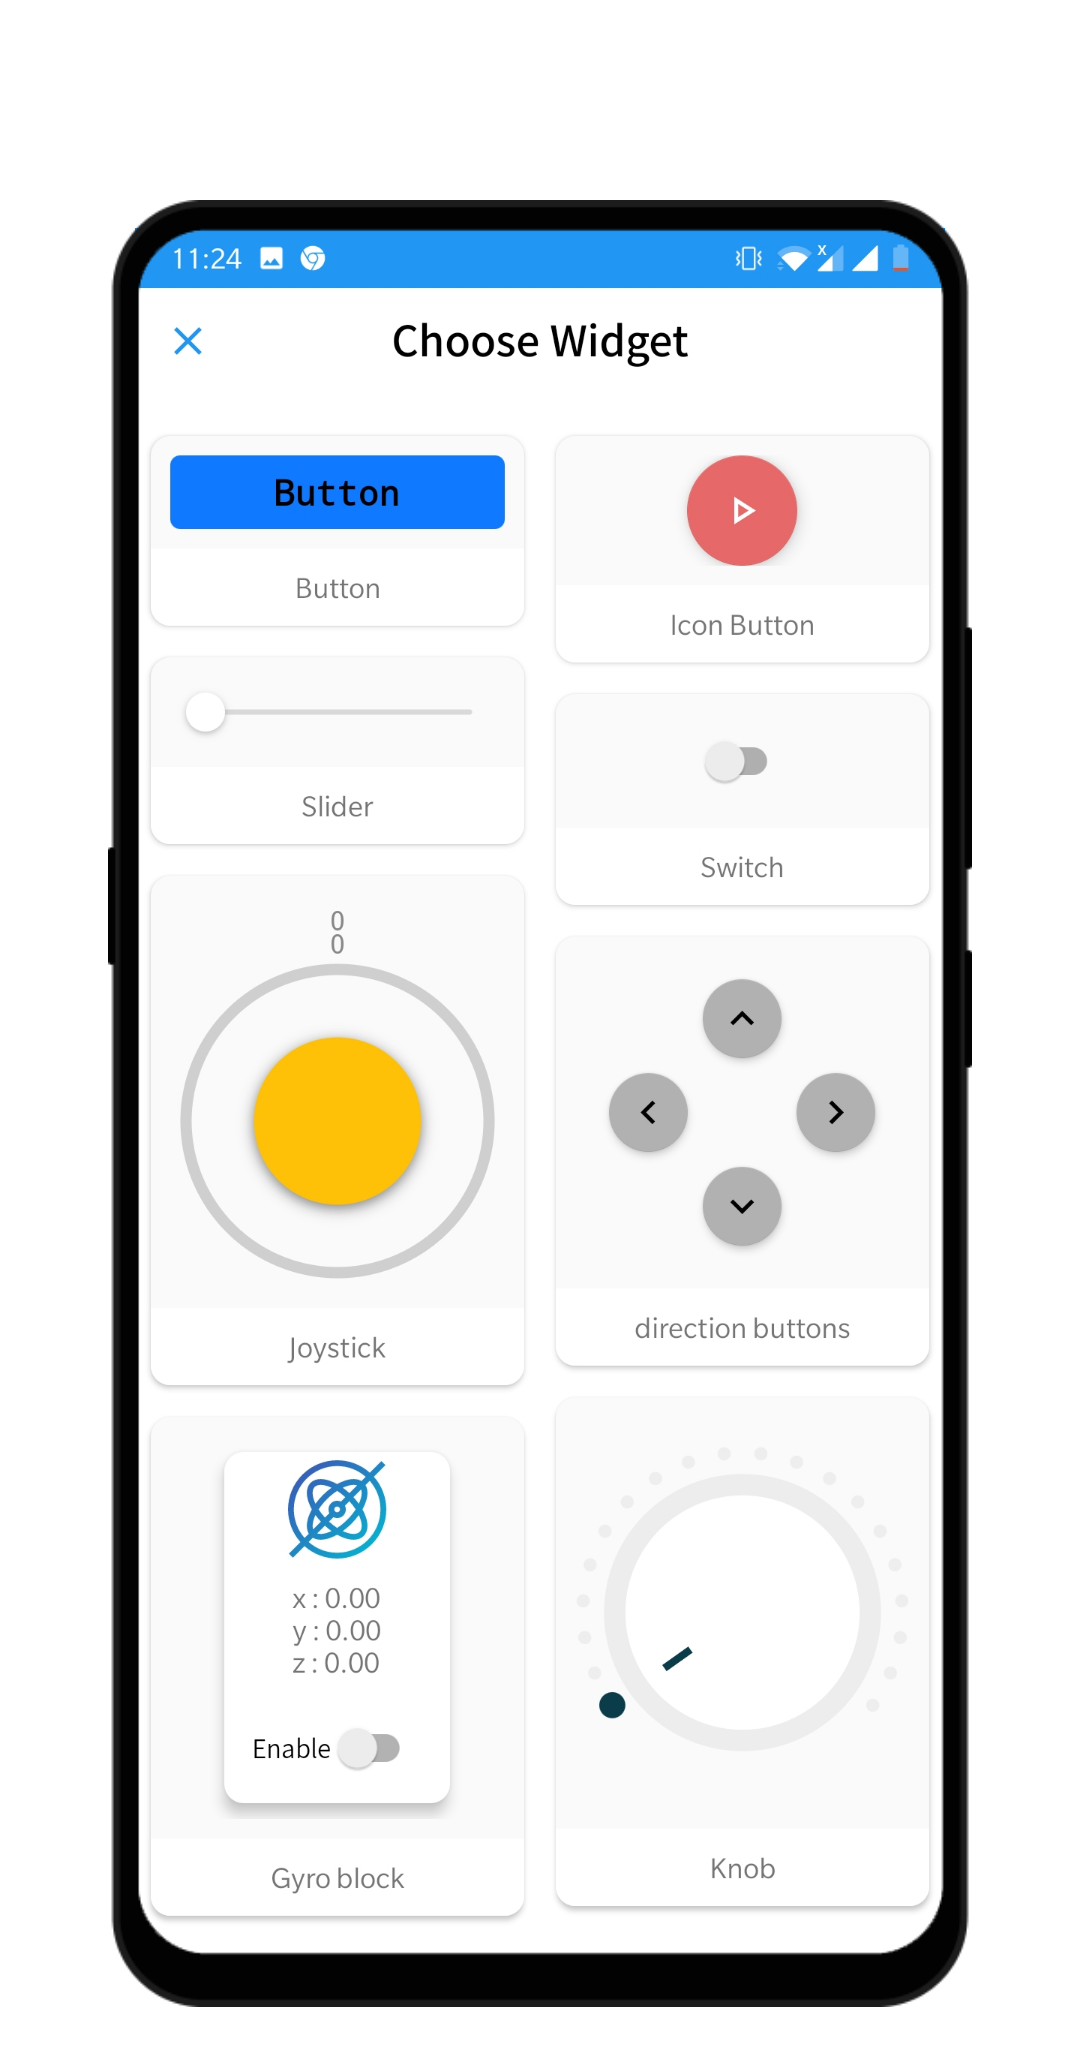 11:24
x
Choose Widget
Button
Button
Icon Button
Slider
Switch
0
0
Joystick
direction buttons
x : 0.00
y : 0.00
z : 0.00
Enable
Gyro block
Knob